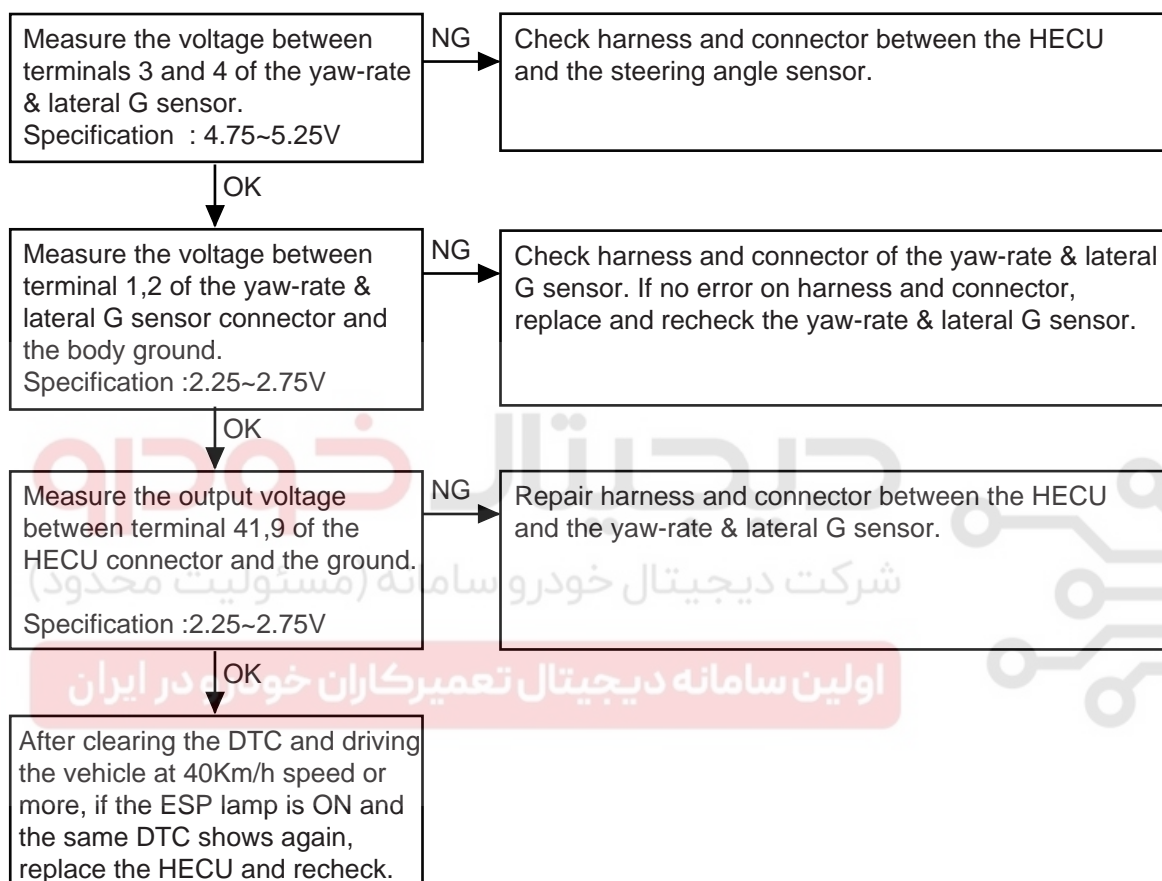 Measure the voltage between
terminals 3 and 4 of the yaw-rate
& lateral G sensor.
Specification : 4.75~5.25V
NG
Check harness and connector between the HECU
and the steering angle sensor.
OK
Measure the voltage between
terminal 1,2 of the yaw-rate &
lateral G sensor connector and
the body ground.
Specification :2.25~2.75V
NG
Check harness and connector of the yaw-rate & lateral
G sensor. If no error on harness and connector,
replace and recheck the yaw-rate & lateral G sensor.
OK
دیجیتال خودرو
Measure the output voltage
between terminal 41,9 of the
HECU connector and the ground.
Specification :2.25~2.75V
NG
Repair harness and connector between the HECU
and the yaw-rate & lateral G sensor.
شرکت دیجیتال خودرو سامانه (مسئولیت محدود)
OK
اولین سامانه دیجیتال تعمیرکاران خودرو در ایران
After clearing the DTC and driving
the vehicle at 40Km/h speed or
more, if the ESP lamp is ON and
the same DTC shows again,
replace the HECU and recheck.